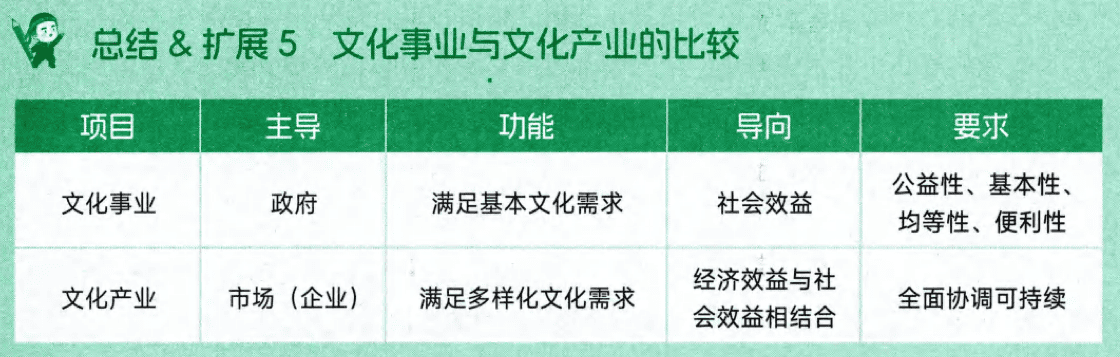 总结 & 扩展 5 文化事业与文化产业的比较
项目 主导 功能 导向 要求
文化事业 政府 满足基本文化需求 社会效益 公益性、基本性、
均等性、便利性
文化产业 市场（企业） 满足多样化文化需求 经济效益与社
会效益相结合 全面协调可持续